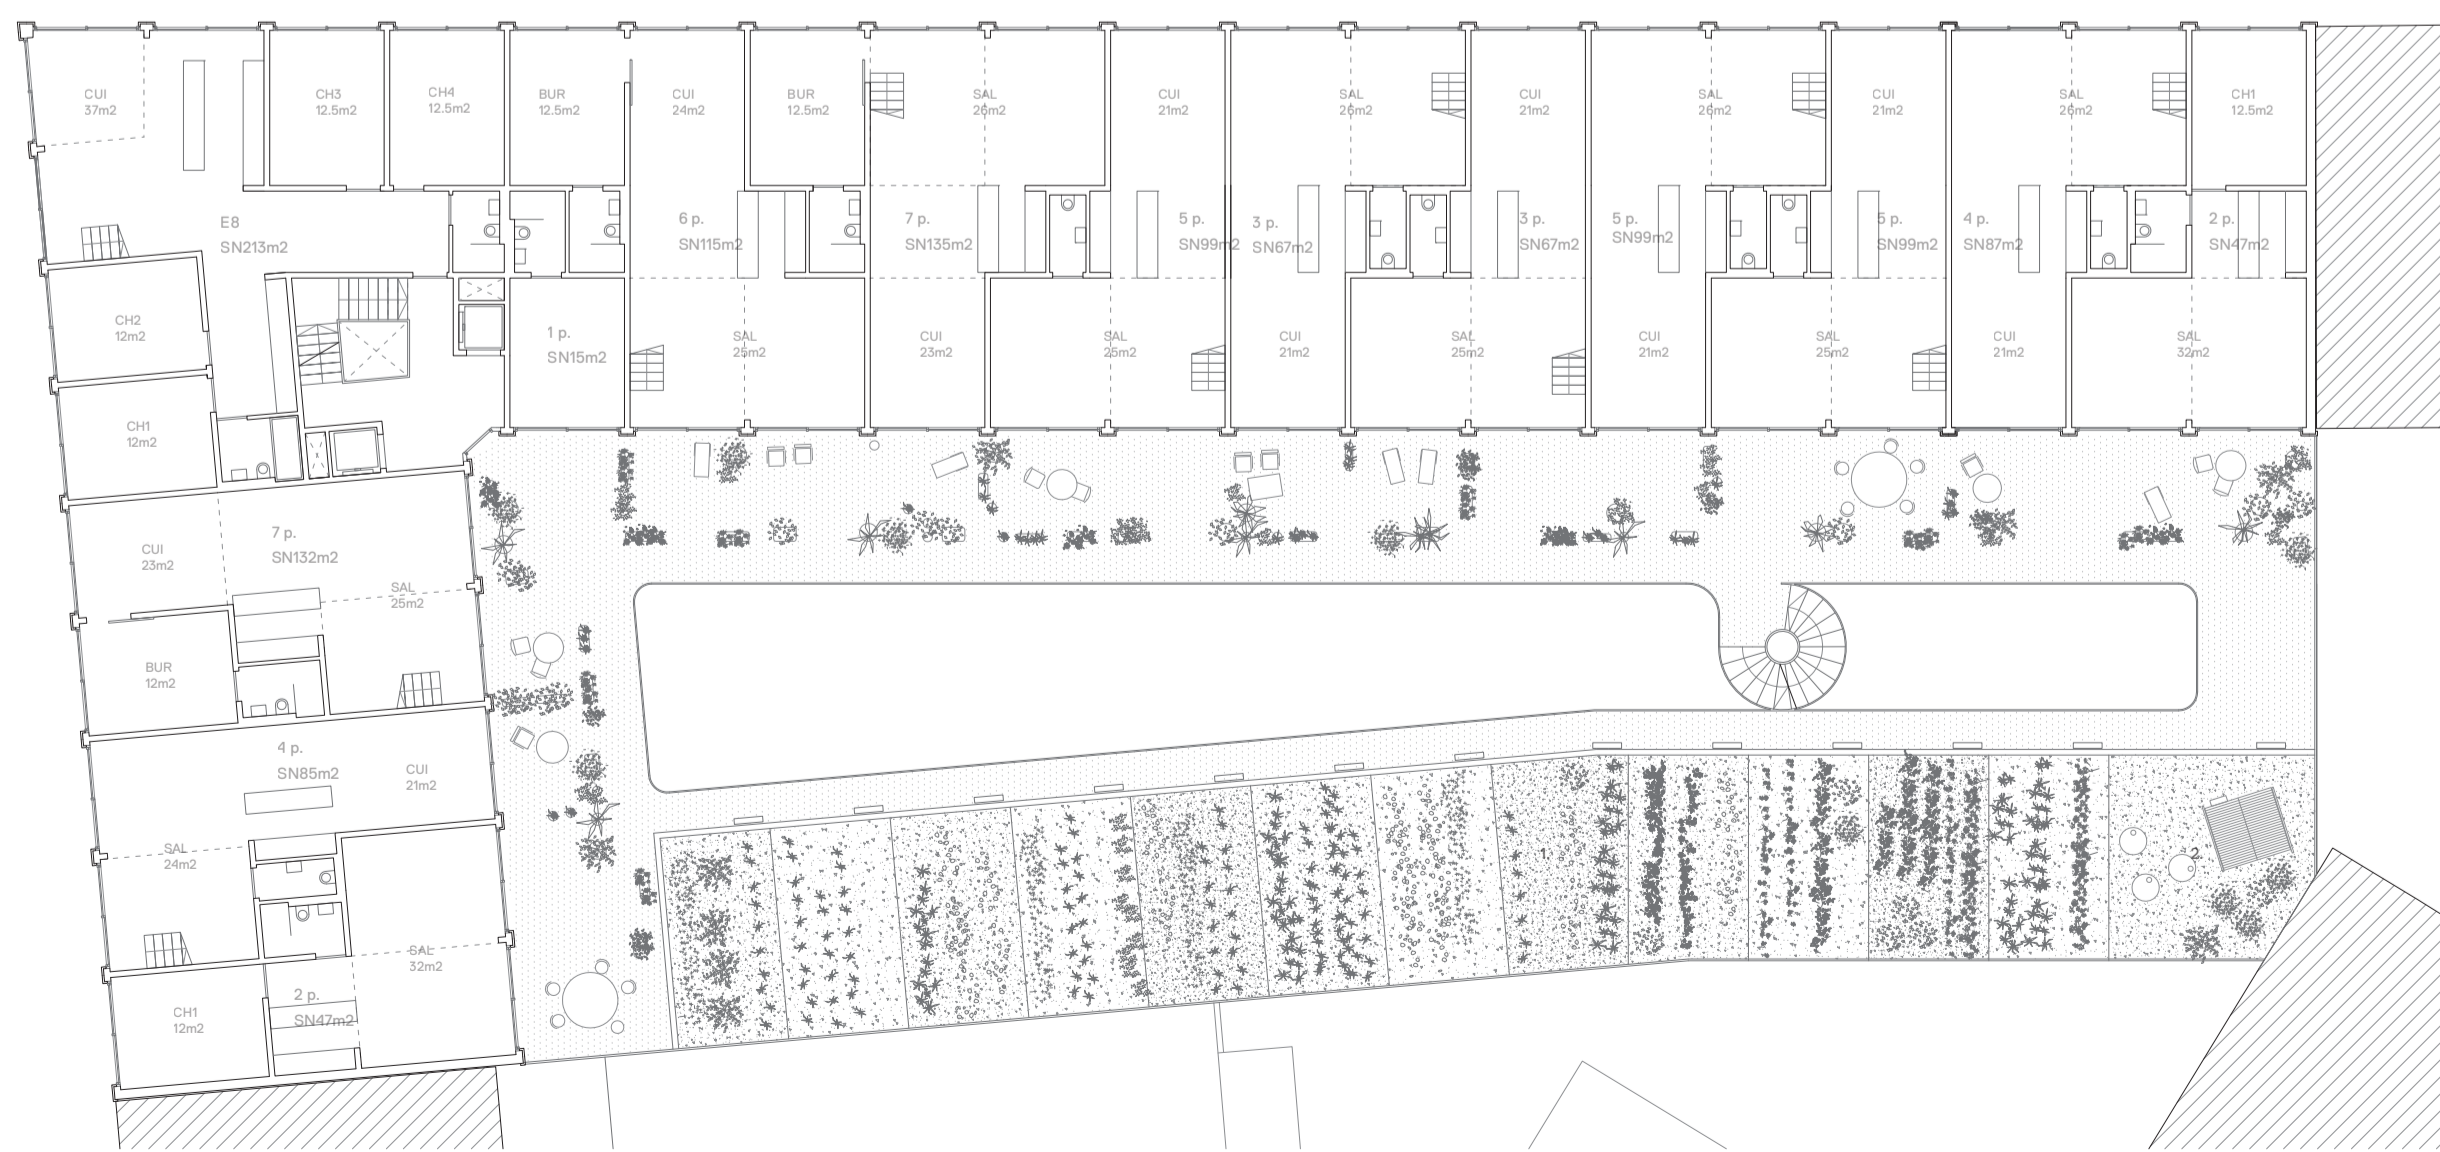 CUI
37m2
CH3
12.5m2
CH4
12.5m2
BUR
12.5m2
CUI
24m2
BUR
12.5m2
SAL
26m2
CUI
21m2
SAL
26m2
CUI
21m2
SAL
26m2
CUI
21m2
SAL
26m2
CH1
12.5m2
E8
SN213m2
6 p.
SN115m2
7 p.
SN135m2
5 p.
SN99m2
3 p.
SN67m2
3 p.
SN67m2
5 p.
SN99m2
5 p.
SN99m2
4 p.
SN87m2
2 p.
SN47m2
CH2
12m2
1 p.
SN15m2
SAL
25m2
CUI
23m2
SAL
25m2
CUI
21m2
SAL
25m2
CUI
21m2
SAL
25m2
CUI
21m2
SAL
32m2
CH1
12m2
7 p.
SN132m2
CUI
23m2
SAL
25m2
BUR
12m2
4 p.
SN85m2
CUI
21m2
SAL
24m2
1.
2.
SAL
32m2
2 p.
SN47m2
CH1
12m2